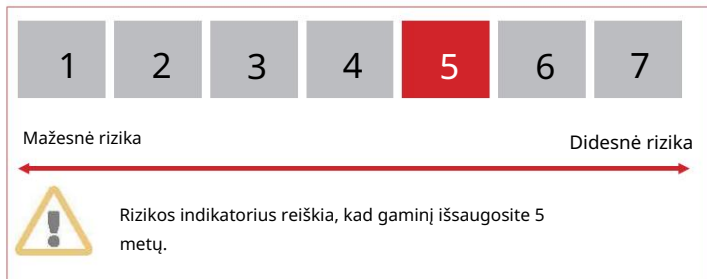 1 2 3 4 5 6 7
Mažesnė rizika Didesnė rizika
Rizikos indikatorius reiškia, kad gaminį išsaugosite 5
metų.